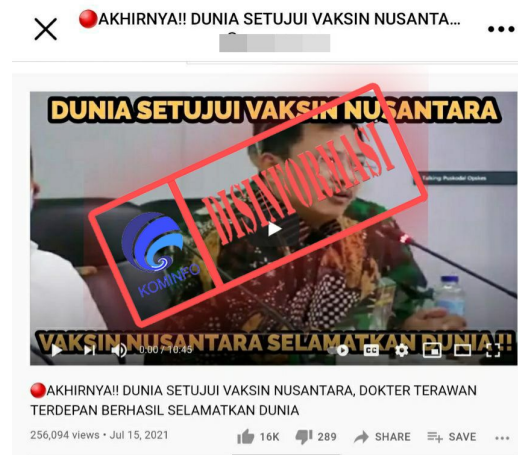 🔴AKHIRNYA!! DUNIA SETUJUI VAKSIN NUSANTA...
DUNIA SETUJUI VAKSIN NUSANTARA
DISINFORMASI
KOMINFO
VAKSIN NUSANTARA SELAMATKAN DUNIA!!
0:00 / 10:45
CC
🔴AKHIRNYA!! DUNIA SETUJUI VAKSIN NUSANTARA, DOKTER TERAWAN
TERDEPAN BERHASIL SELAMATKAN DUNIA
256,094 views • Jul 15, 2021
16K
289
SHARE
SAVE